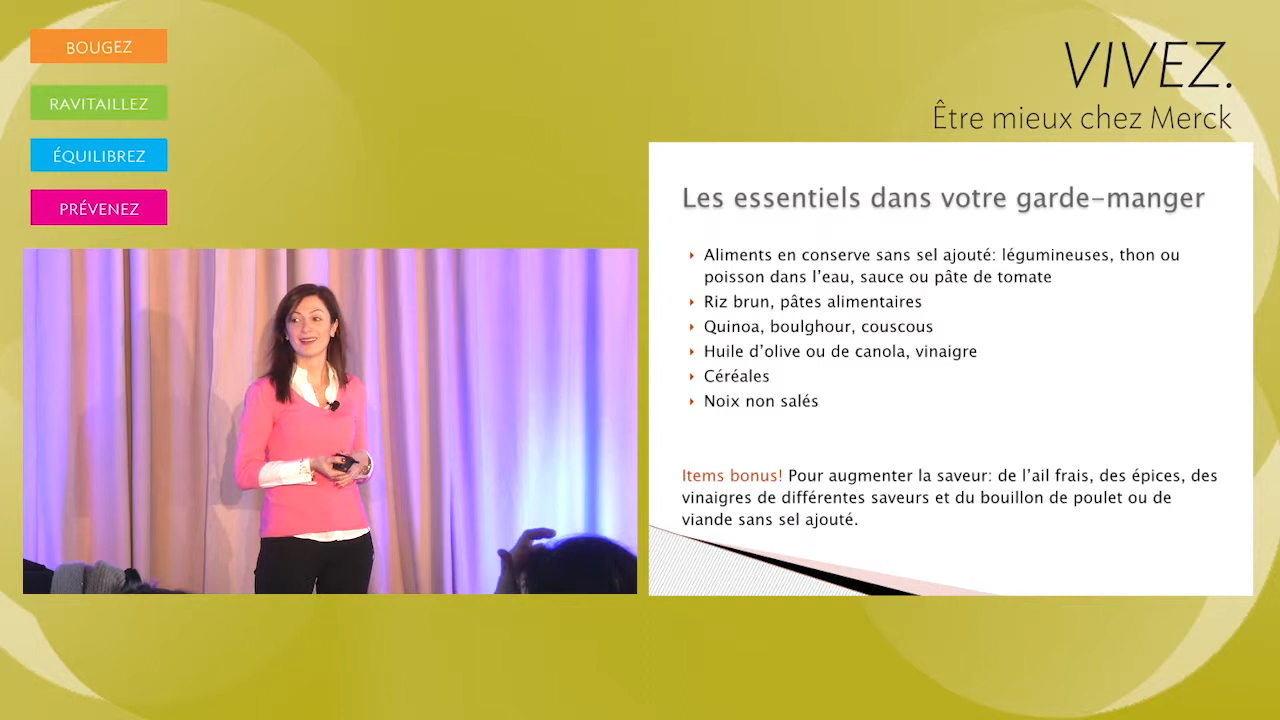 BOUGEZ
RAVITAILLEZ
ÉQUILIBREZ
PRÉVENEZ
VIVEZ.
Être mieux chez Merck
Les essentiels dans votre garde-manger
Aliments en conserve sans sel ajouté: légumineuses, thon ou
poisson dans l'eau, sauce ou pâte de tomate
Riz brun, pâtes alimentaires
Quinoa, boulghour, couscous
Huile d'olive ou de canola, vinaigre
Céréales
Noix non salés
Items bonus! Pour augmenter la saveur: de l'ail frais, des épices, des
vinaigres de différentes saveurs et du bouillon de poulet ou de
viande sans sel ajouté.